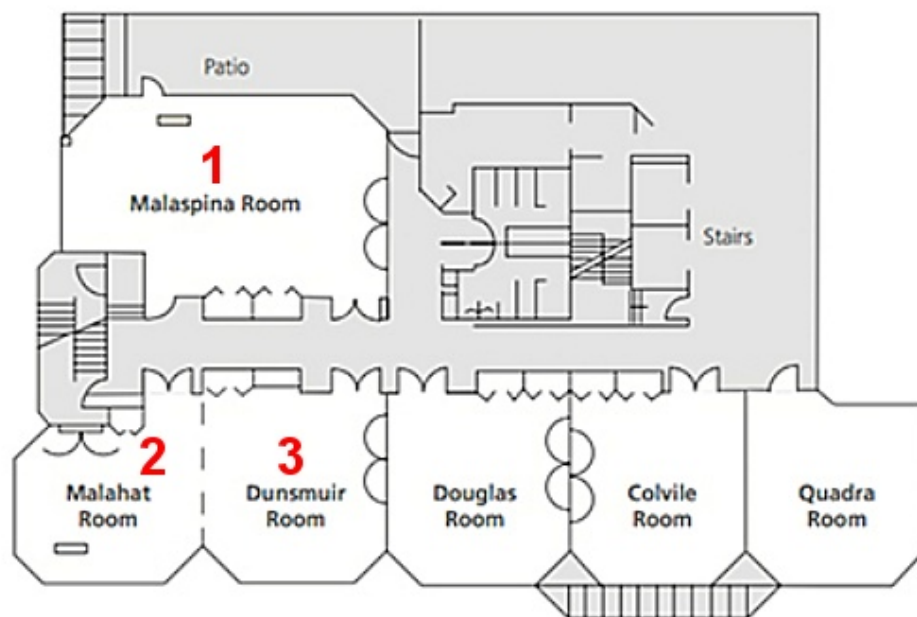 Patio
1
Malaspina Room
Stairs
2
3
Malahat
Room
Dunsmuir
Room
Douglas
Room
Colvile
Room
Quadra
Room